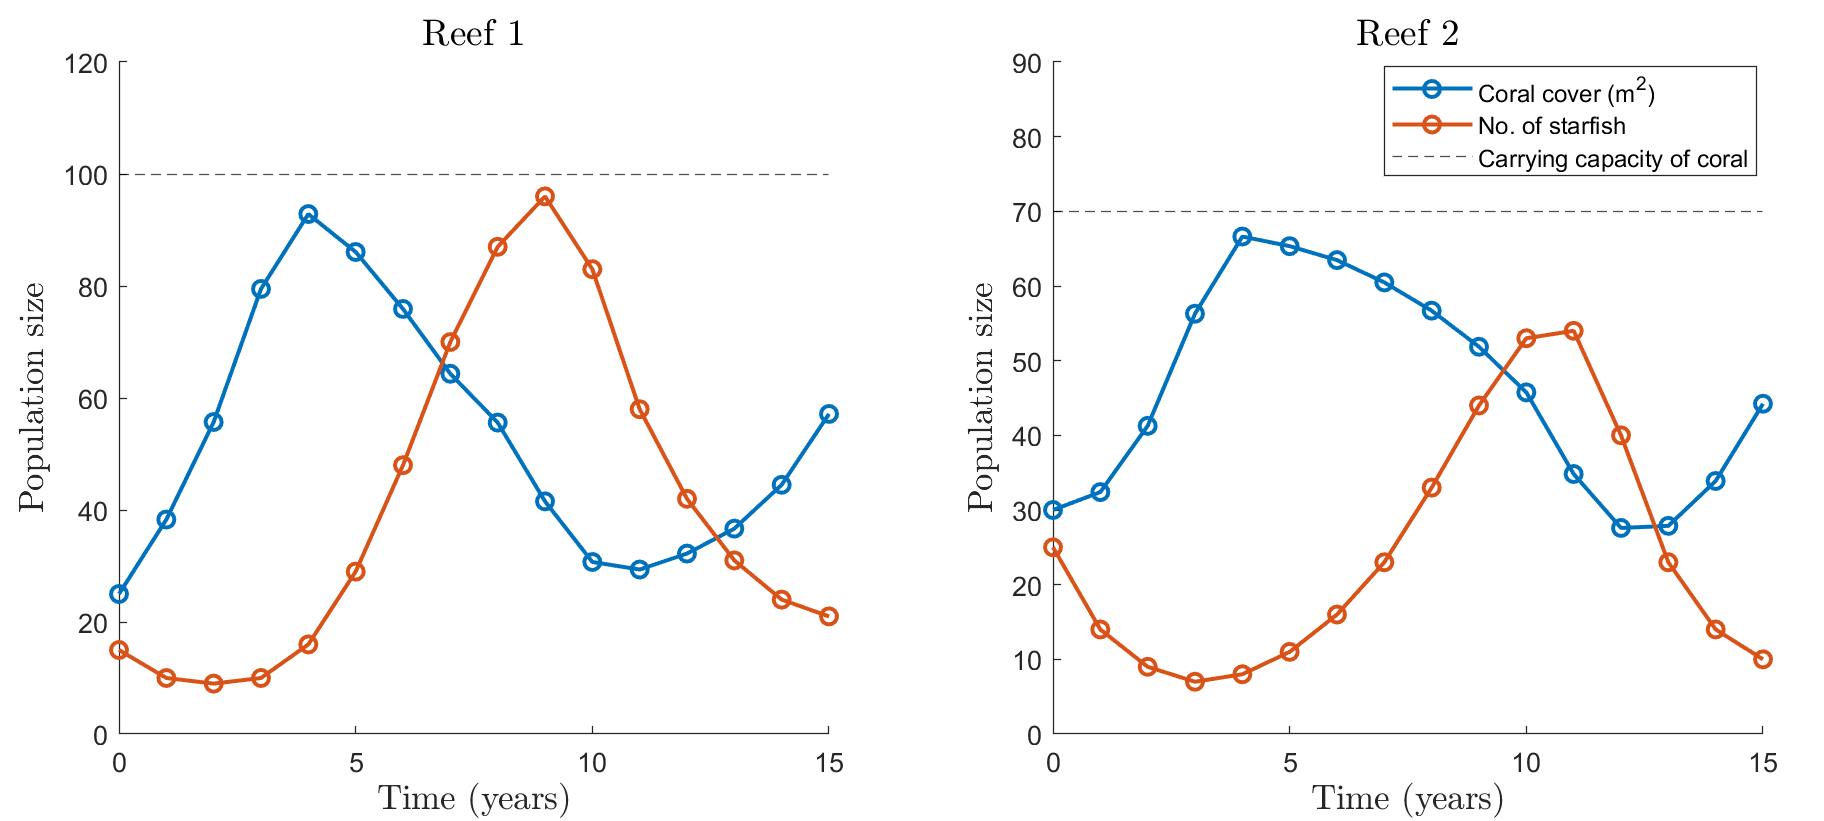 Reef 1
120
100
80
60
40
20
0
0 5 10 15
Population size
Time (years)
Reef 2
90
80
70
60
50
40
30
20
10
0
0 5 10 15
Population size
Time (years)
Coral cover (m²)
No. of starfish
Carrying capacity of coral